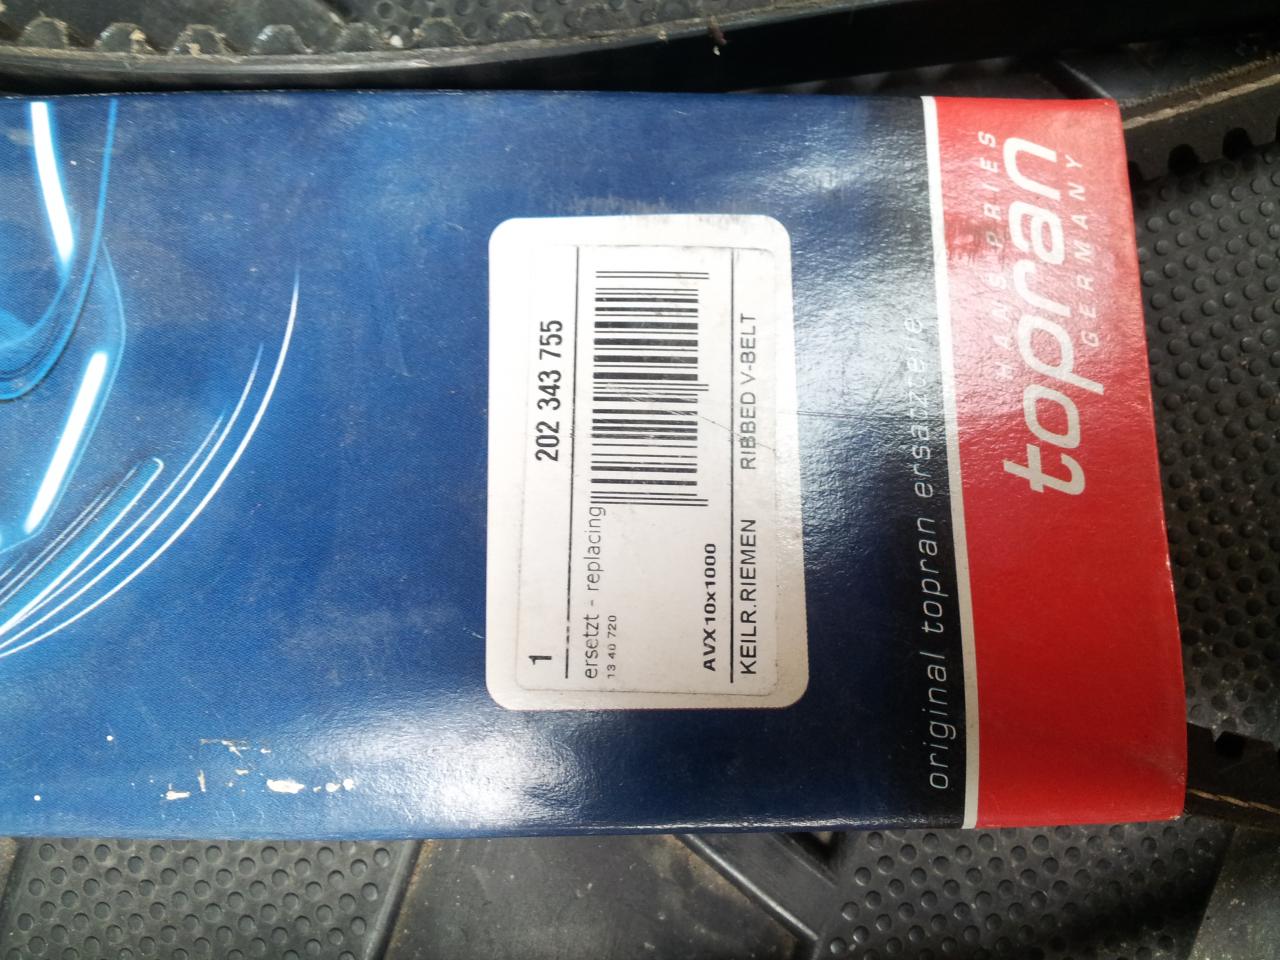 1 202 343 755
ersetzt - replacing
13 40 720
AVX10x1000
KEILR.RIEMEN RIBBED V-BELT
original topran ersatzteile
HANS PRIES
topran
GERMANY